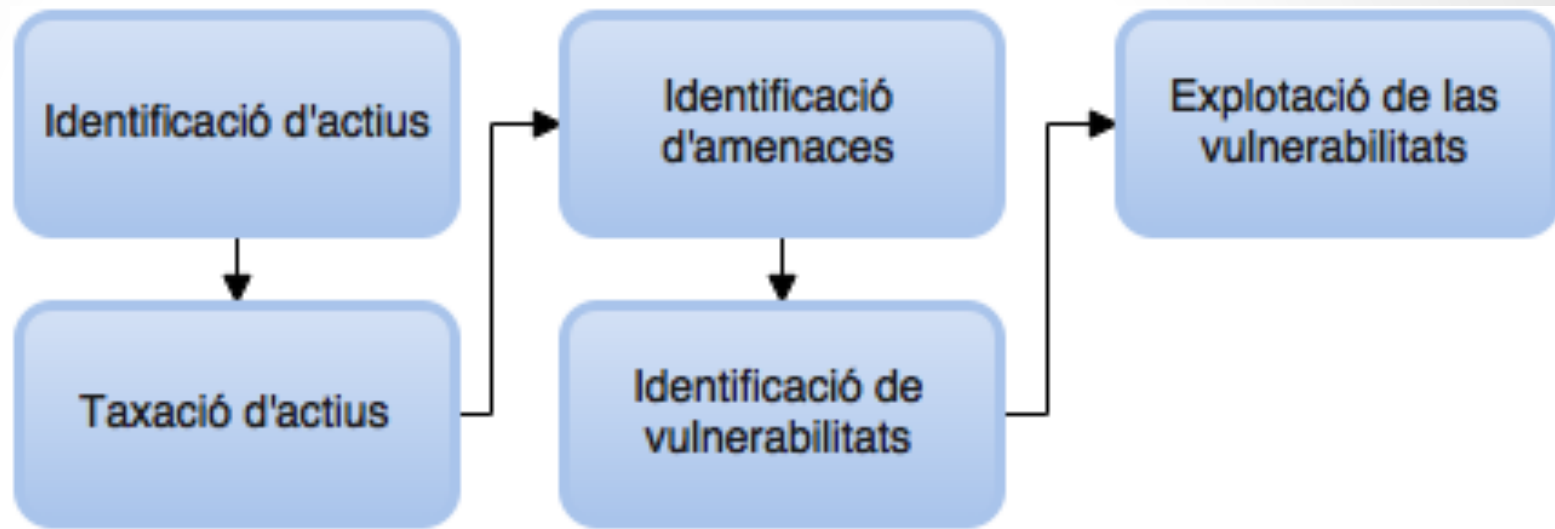 Identificació d'actius
Taxació d'actius
Identificació
d'amenaces
Identificació de
vulnerabilitats
Explotació de las
vulnerabilitats